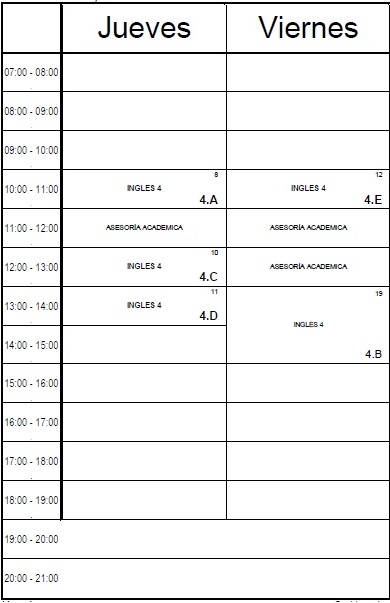 Jueves Viernes
07:00 - 08:00
08:00 - 09:00
09:00 - 10:00
8 12
10:00 - 11:00 INGLES 4 INGLES 4
4.A 4.E
11:00 - 12:00 ASESORÍA ACADEMICA ASESORÍA ACADEMICA
10
12:00 - 13:00 INGLES 4 ASESORÍA ACADEMICA
4.C
11 19
13:00 - 14:00 INGLES 4
4.D
INGLES 4
14:00 - 15:00
4.B
15:00 - 16:00
16:00 - 17:00
17:00 - 18:00
18:00 - 19:00
19:00 - 20:00
20:00 - 21:00